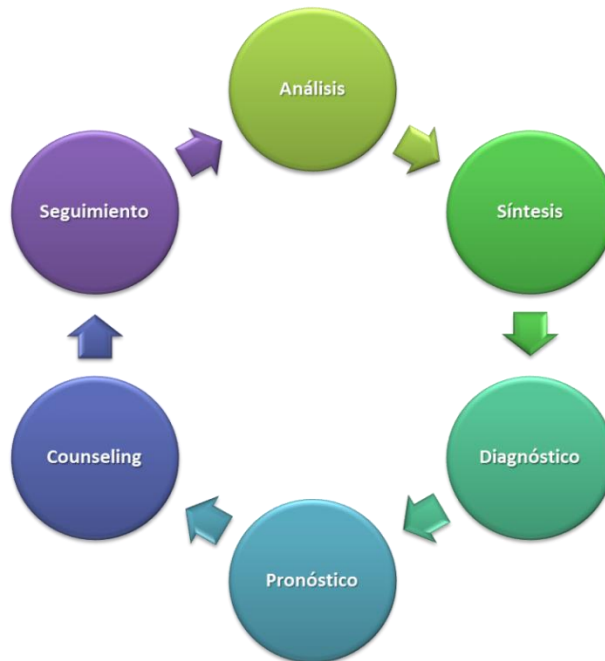 Análisis
Síntesis
Diagnóstico
Pronóstico
Counseling
Seguimiento